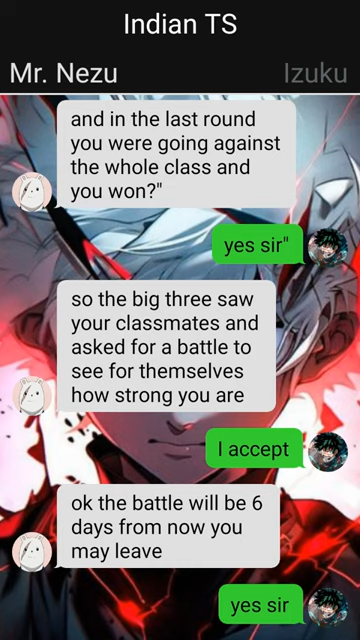 Indian TS
Mr. Nezu
Izuku
and in the last round
you were going against
the whole class and
you won?"
yes sir"
so the big three saw
your classmates and
asked for a battle to
see for themselves
how strong you are
I accept
ok the battle will be 6
days from now you
may leave
yes sir